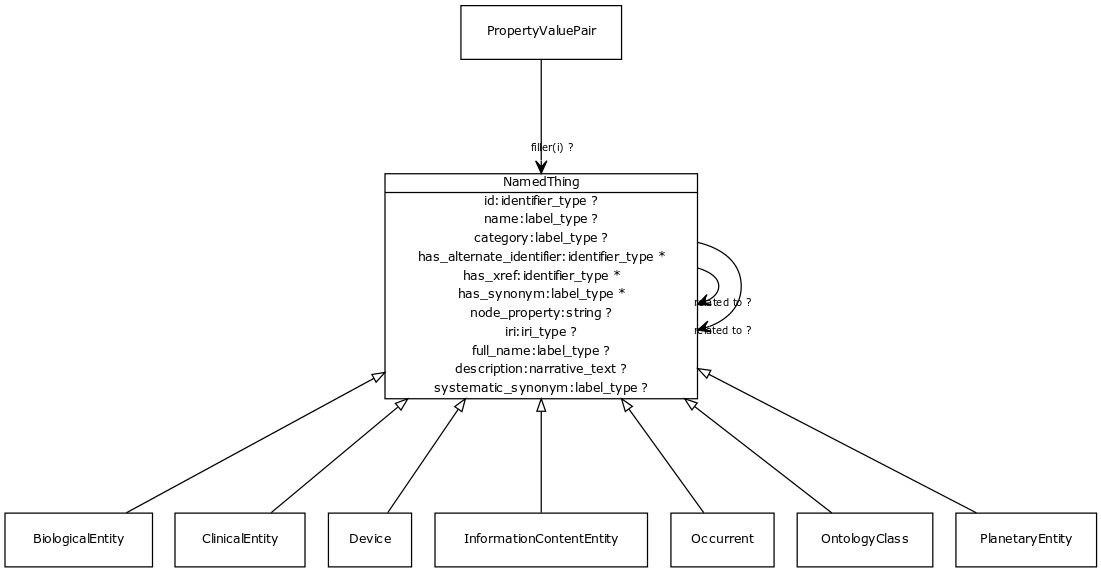 PropertyValuePair
filler(i) ?
NamedThing
id:identifier_type ?
name:label_type ?
category:label_type ?
has_alternate_identifier:identifier_type *
has_xref:identifier_type *
has_synonym:label_type *
related to ?
node_property:string ?
iri:iri_type ?
related to ?
full_name:label_type ?
description:narrative_text ?
systematic_synonym:label_type ?
BiologicalEntity
ClinicalEntity
Device
InformationContentEntity
Occurrent
OntologyClass
PlanetaryEntity